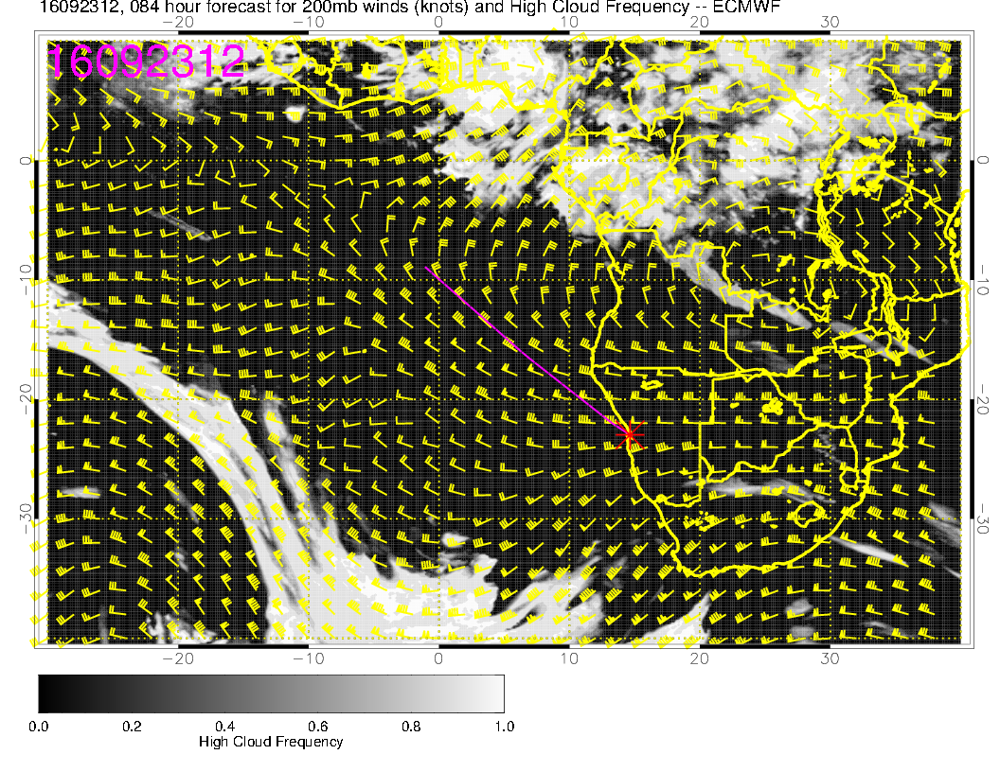 16092312, 084 hour forecast for 200mb winds (knots) and High Cloud Frequency -- ECMWF
−20 −10 0 10 20 30
16092312
0 0
−10 −10
−20 −20
−30 −30
−20 −10 0 10 20 30
0.0 0.2 0.4 0.6 0.8 1.0
High Cloud Frequency